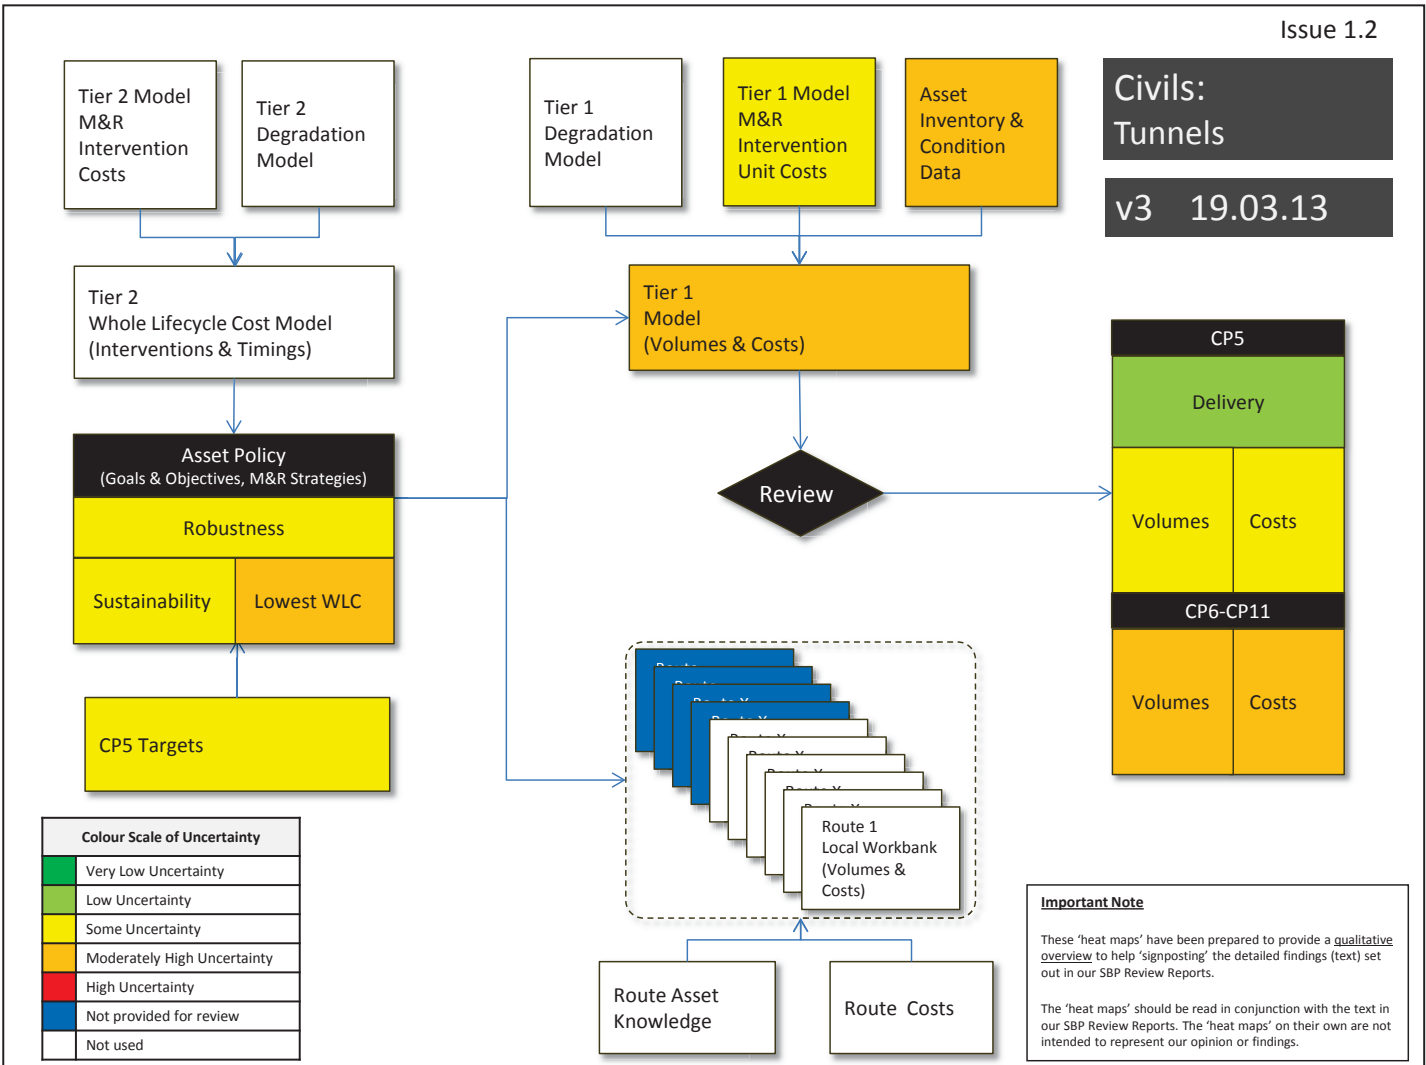 Issue 1.2
Civils:
Tunnels
v3 19.03.13
Tier 2 Model
M&R
Intervention
Costs
Tier 2
Degradation
Model
Tier 1
Degradation
Model
Tier 1 Model
M&R
Intervention
Unit Costs
Asset
Inventory &
Condition
Data
Tier 2
Whole Lifecycle Cost Model
(Interventions & Timings)
Tier 1
Model
(Volumes & Costs)
Asset Policy
(Goals & Objectives, M&R Strategies)
Robustness
Sustainability
Lowest WLC
CP5 Targets
Review
CP5
Delivery
Volumes
Costs
CP6-CP11
Volumes
Costs
Route 1
Local Workbank
(Volumes &
Costs)
Route Asset
Knowledge
Route Costs
Colour Scale of Uncertainty
Very Low Uncertainty
Low Uncertainty
Some Uncertainty
Moderately High Uncertainty
High Uncertainty
Not provided for review
Not used
Important Note
These ‘heat maps’ have been prepared to provide a qualitative
overview to help ‘signposting’ the detailed findings (text) set
out in our SBP Review Reports.
The ‘heat maps’ should be read in conjunction with the text in
our SBP Review Reports. The ‘heat maps’ on their own are not
intended to represent our opinion or findings.